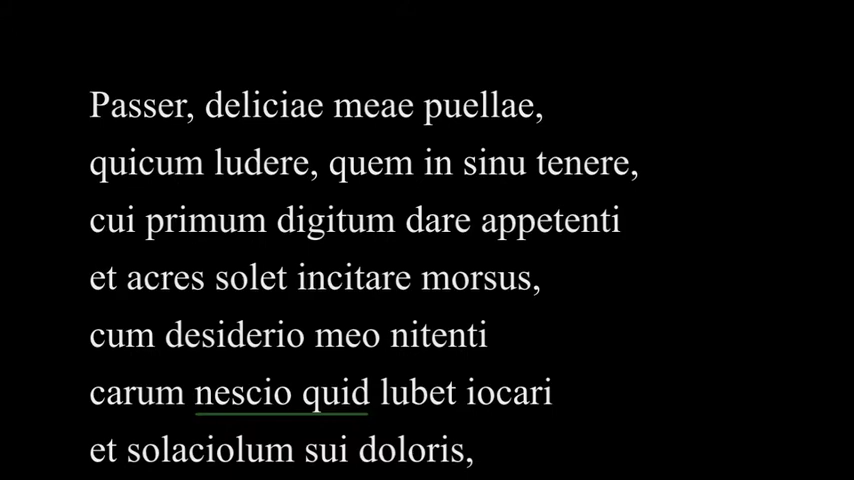 Passer, deliciae meae puellae,
quicum ludere, quem in sinu tenere,
cui primum digitum dare appetenti
et acres solet incitare morsus,
cum desiderio meo nitenti
carum nescio quid lubet iocari
et solaciolum sui doloris,